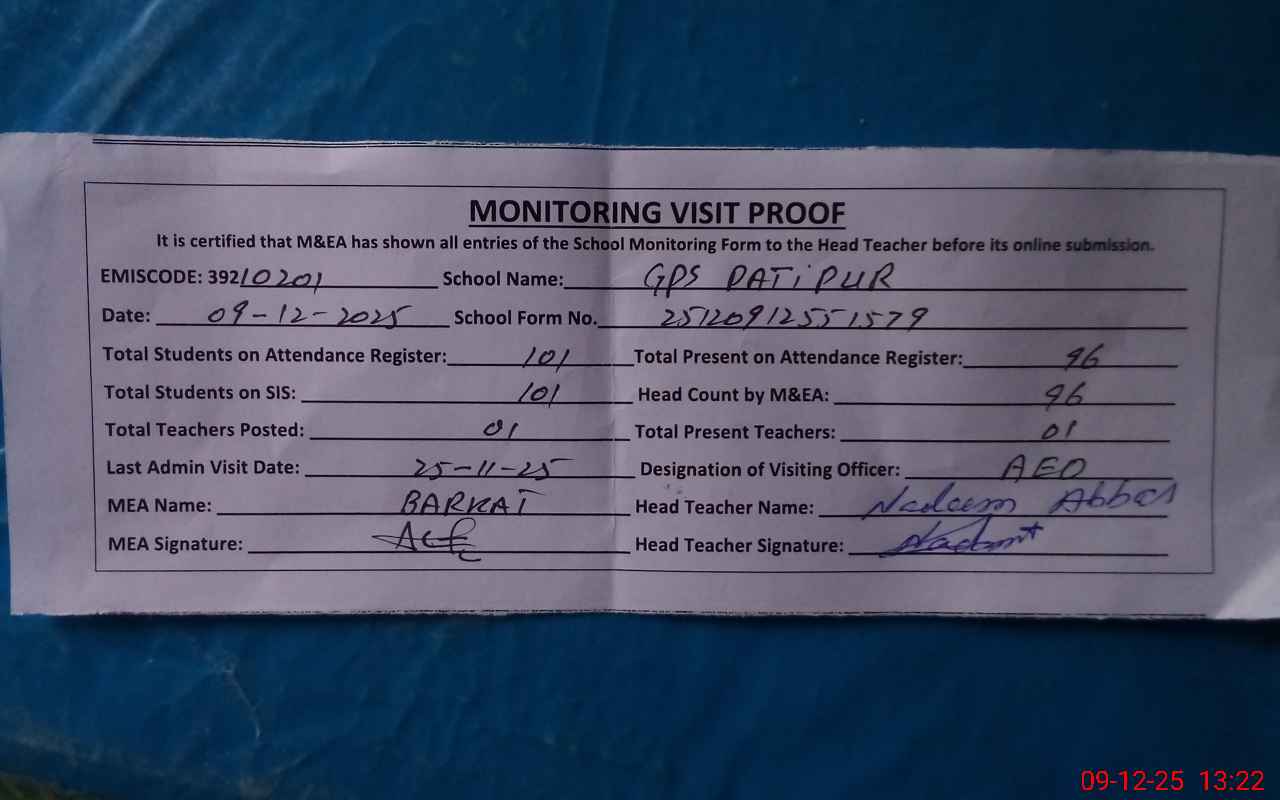 MONITORING VISIT PROOF
It is certified that M&EA has shown all entries of the School Monitoring Form to the Head Teacher before its online submission.
EMISCODE: 39210201 School Name: GPS PATiPUR
Date: 09-12-2025 School Form No. 25120912551579
Total Students on Attendance Register: 101 Total Present on Attendance Register: 96
Total Students on SIS: 101 Head Count by M&EA: 96
Total Teachers Posted: 01 Total Present Teachers: 01
Last Admin Visit Date: 25-11-25 Designation of Visiting Officer: AEO
MEA Name: BARKAT Head Teacher Name: Nadeem Abbas
MEA Signature: Head Teacher Signature:
09-12-25 13:22